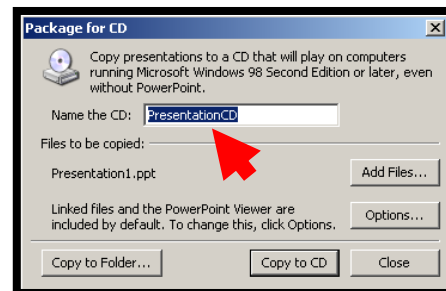 Package for CD
Copy presentations to a CD that will play on computers
running Microsoft Windows 98 Second Edition or later, even
without PowerPoint.
Name the CD: PresentationCD
Files to be copied:
Presentation1.ppt
Add Files...
Linked files and the PowerPoint Viewer are
included by default. To change this, click Options.
Options...
Copy to Folder... Copy to CD Close